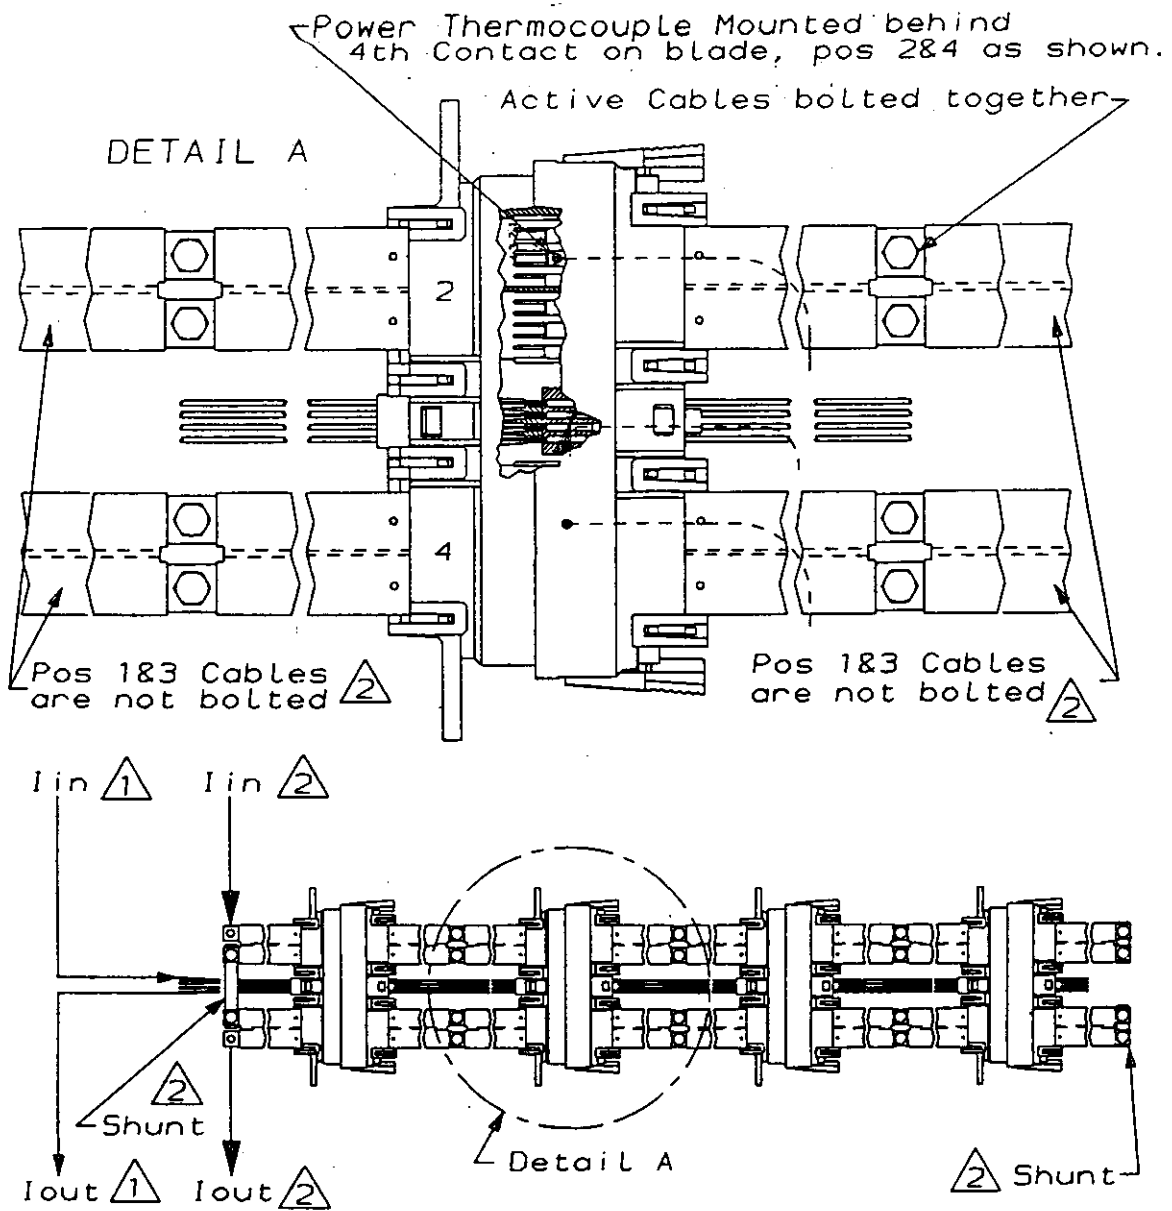 Power Thermocouple Mounted behind
4th Contact on blade, pos 2&4 as shown.
Active Cables bolted together
DETAIL A
2
4
Pos 1&3 Cables
are not bolted 2
Pos 1&3 Cables
are not bolted 2
Iin 1
Iin 2
2
Shunt
Detail A
2 Shunt
Iout 1
Iout 2